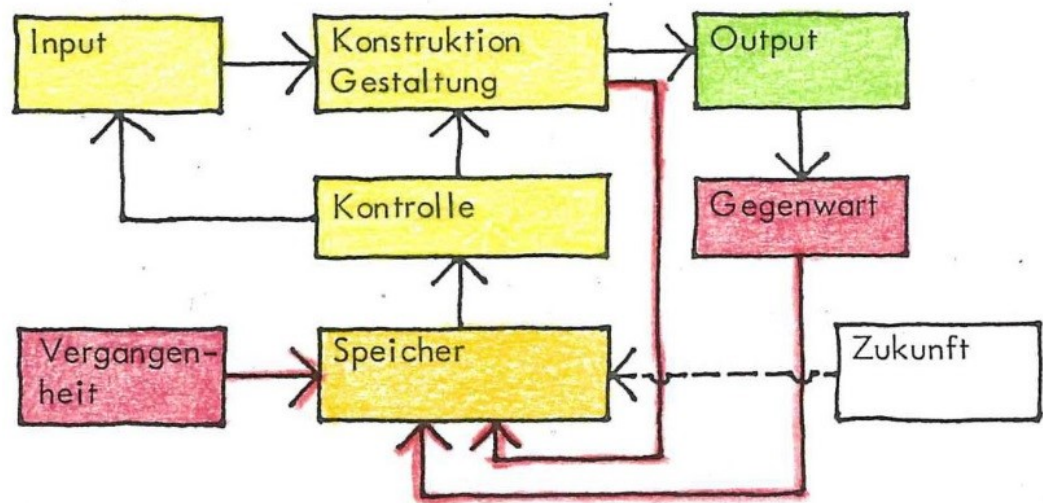 Input
Konstruktion
Gestaltung
Output
Kontrolle
Gegenwart
Vergangen-
heit
Speicher
Zukunft